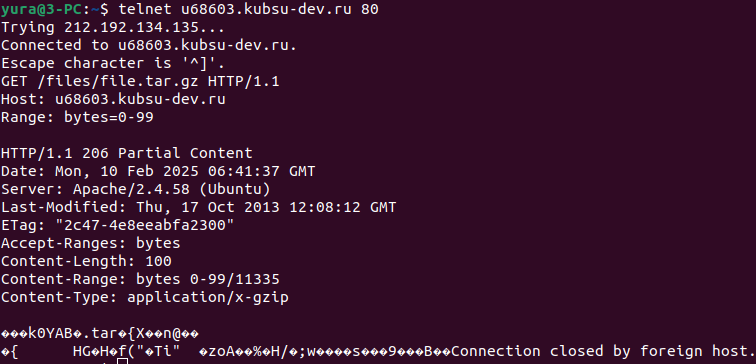 yura@3-PC:~$ telnet u68603.kubsu-dev.ru 80
Trying 212.192.134.135...
Connected to u68603.kubsu-dev.ru.
Escape character is '^]'.
GET /files/file.tar.gz HTTP/1.1
Host: u68603.kubsu-dev.ru
Range: bytes=0-99

HTTP/1.1 206 Partial Content
Date: Mon, 10 Feb 2025 06:41:37 GMT
Server: Apache/2.4.58 (Ubuntu)
Last-Modified: Thu, 17 Oct 2013 12:08:12 GMT
ETag: "2c47-4e8eeabfa2300"
Accept-Ranges: bytes
Content-Length: 100
Content-Range: bytes 0-99/11335
Content-Type: application/x-gzip

���k0YAB�.tar�{X��n@��
�{      HG�H�f("�Ti"  �zoA��%�H/�;w����s���9���B��Connection closed by foreign host.